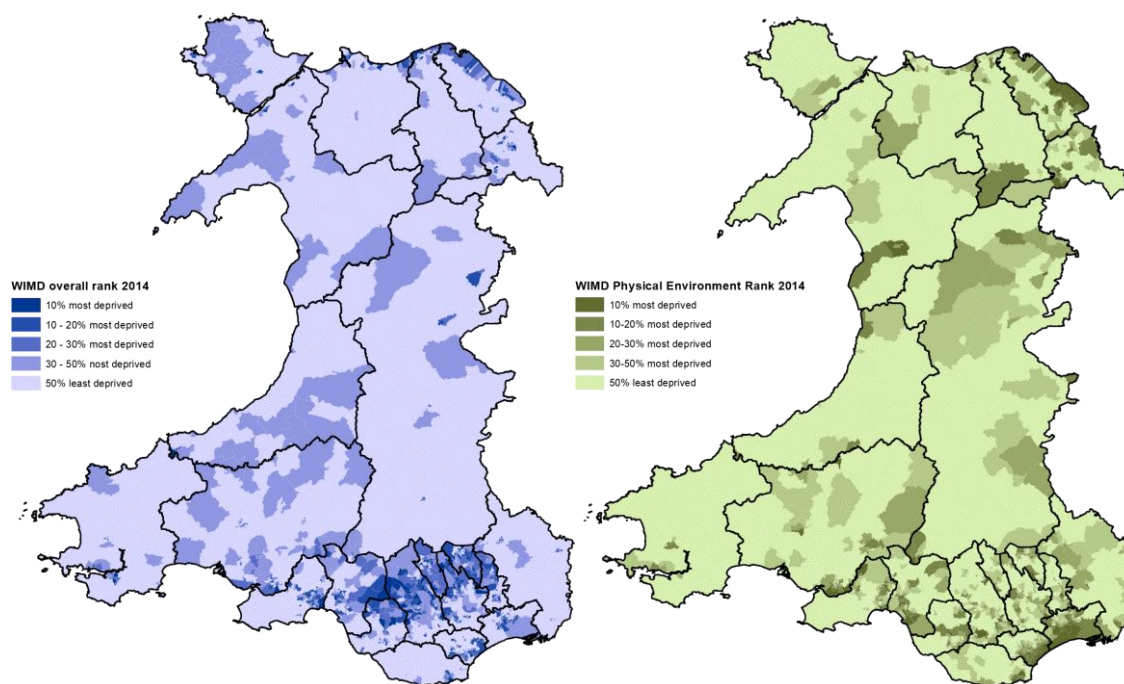 WIMD overall rank 2014
10% most deprived
10 - 20% most deprived
20 - 30% most deprived
30 - 50% nost deprived
50% least deprived
WIMD Physical Environment Rank 2014
10% most deprived
10-20% most deprived
20-30% most deprived
30-50% most deprived
50% least deprived